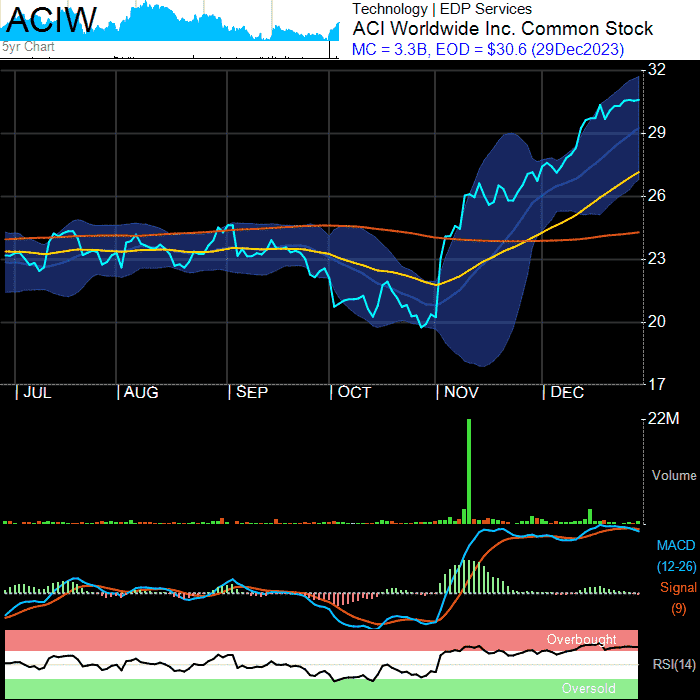 ACIW
5yr Chart
Technology | EDP Services
ACI Worldwide Inc. Common Stock
MC = 3.3B, EOD = $30.6 (29Dec2023)
32
29
26
23
20
17
| JUL | AUG | SEP | OCT | NOV | DEC
22M
Volume
MACD
(12-26)
Signal
(9)
Overbought
RSI(14)
Oversold